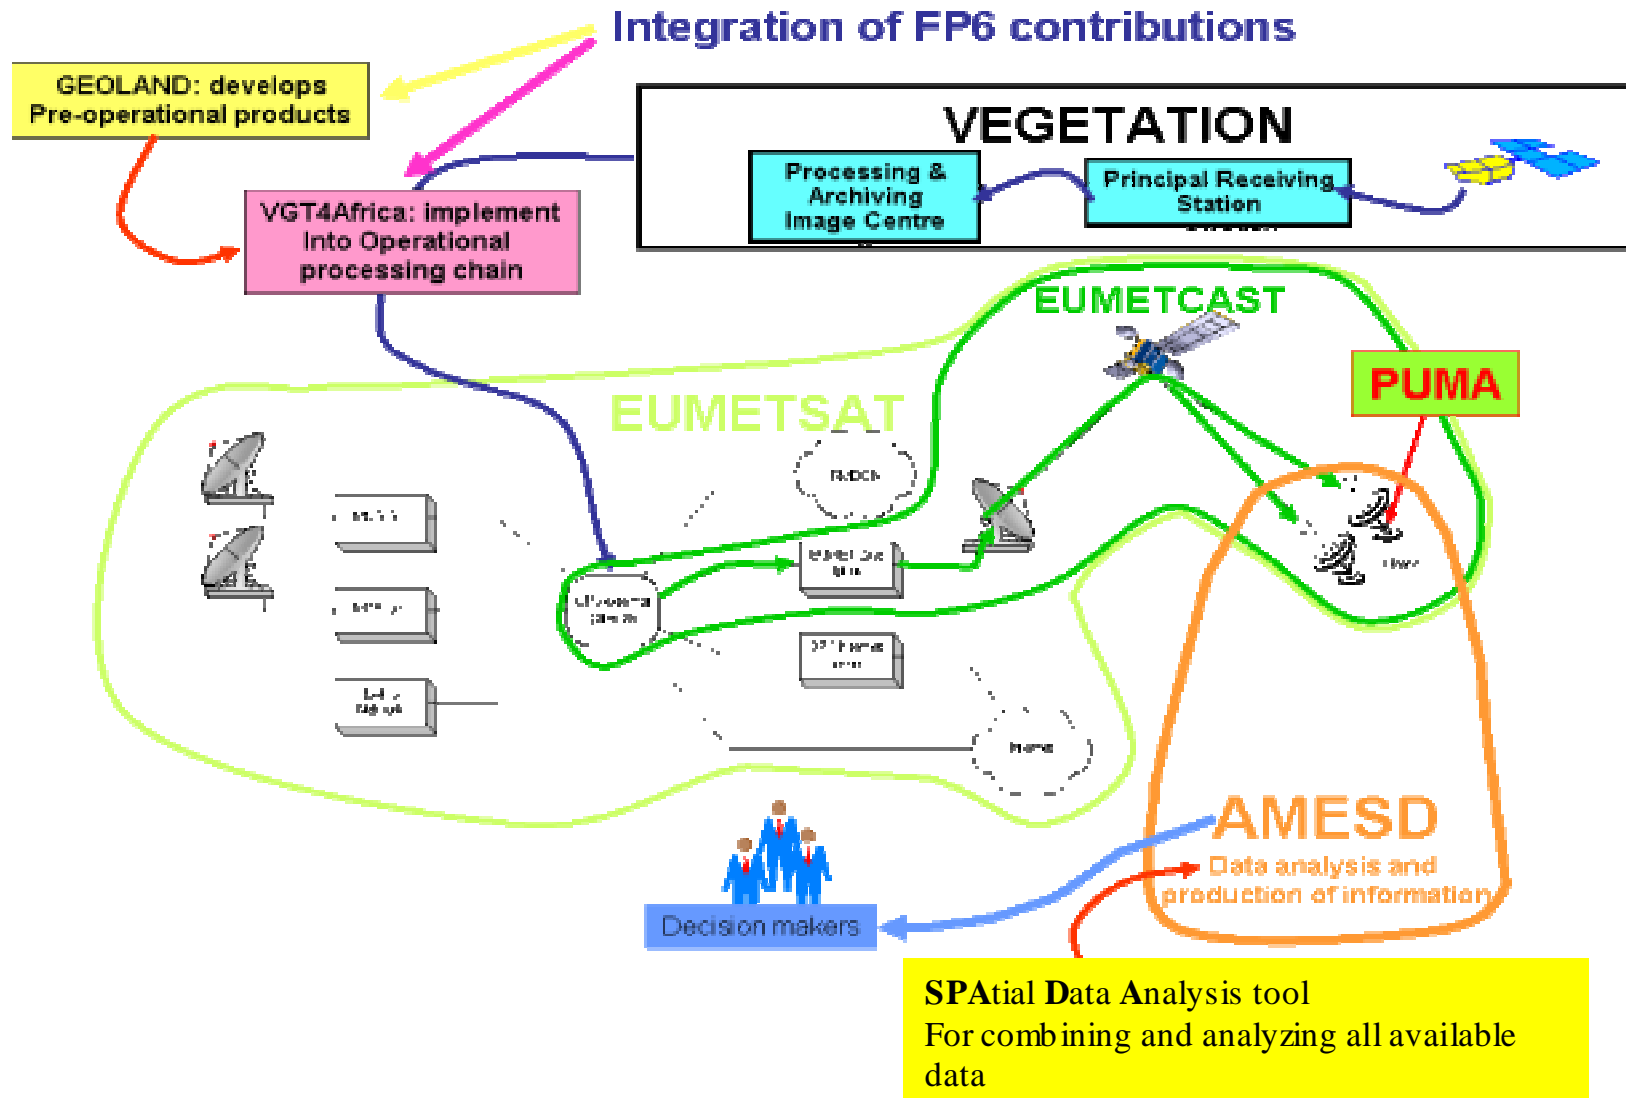 Integration of FP6 contributions
GEOLAND: develops
Pre-operational products
VEGETATION
Processing &
Archiving
Image Centre
Principal Receiving
Station
VGT4Africa: implement
Into Operational
processing chain
EUMETCAST
PUMA
EUMETSAT
AMESD
Data analysis and
production of information
Decision makers
SPAtial Data Analysis tool
For combining and analyzing all available
data